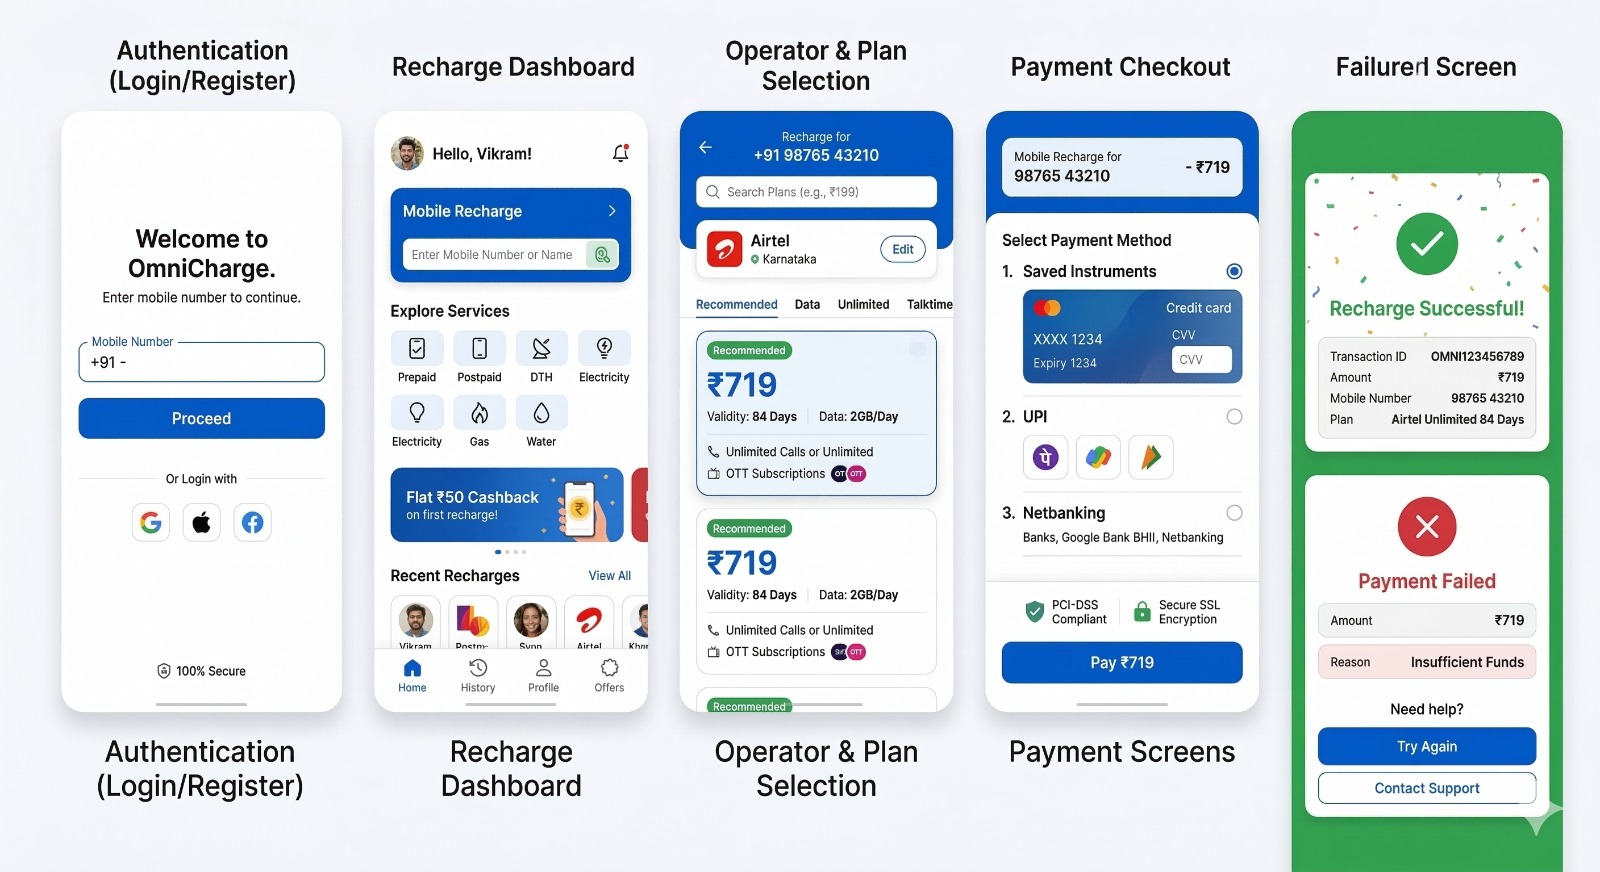 Authentication
(Login/Register)
Welcome to
OmniCharge.
Enter mobile number to continue.
Mobile Number
+91 -
Proceed
Or Login with
100% Secure
Authentication
(Login/Register)
Recharge Dashboard
Hello, Vikram!
Mobile Recharge
Enter Mobile Number or Name
Explore Services
Prepaid
Postpaid
DTH
Electricity
Electricity
Gas
Water
Flat ₹50 Cashback
on first recharge!
Recent Recharges
View All
Vikram
Airtel
Home
History
Profile
Offers
Recharge
Dashboard
Operator & Plan
Selection
Recharge for
+91 98765 43210
Search Plans (e.g., ₹199)
Airtel
Karnataka
Edit
Recommended
Data
Unlimited
Talktime
Recommended
₹719
Validity: 84 Days
Data: 2GB/Day
Unlimited Calls or Unlimited
OTT Subscriptions
OTT
Recommended
₹719
Validity: 84 Days
Data: 2GB/Day
Unlimited Calls or Unlimited
OTT Subscriptions
OTT
Recommended
Operator & Plan
Selection
Payment Checkout
Mobile Recharge for
98765 43210
- ₹719
Select Payment Method
1. Saved Instruments
Credit card
XXXX 1234
CVV
Expiry 1234
CVV
2. UPI
पे
3. Netbanking
Banks, Google Bank BHII, Netbanking
PCI-DSS
Compliant
Secure SSL
Encryption
Pay ₹719
Payment Screens
Failured Screen
Recharge Successful!
Transaction ID OMNI123456789
Amount ₹719
Mobile Number 98765 43210
Plan Airtel Unlimited 84 Days
Payment Failed
Amount ₹719
Reason Insufficient Funds
Need help?
Try Again
Contact Support